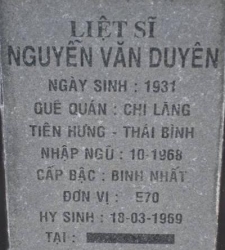 LIỆT SĨ
NGUYỄN VĂN DUYÊN
NGÀY SINH : 1931
QUÊ QUÁN : CHI LĂNG
TIÊN HƯNG - THÁI BÌNH
NHẬP NGŨ : 10-1968
CẤP BẬC : BINH NHẤT
ĐƠN VỊ : E70
HY SINH : 18-03-1969
TẠI :